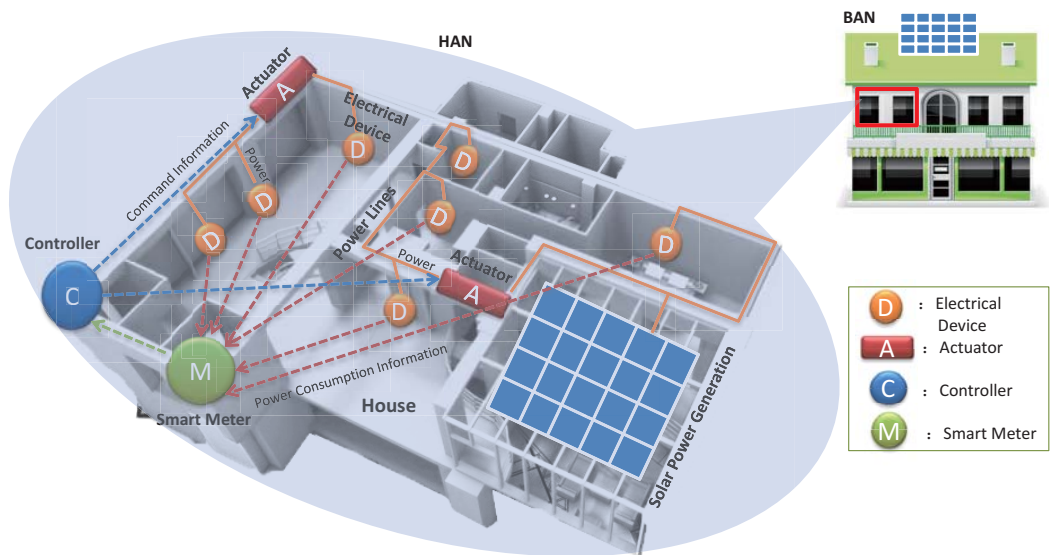 HAN
BAN
Actuator
A
Electrical
Device
D
D
Command Information
Power
D
D
Power Lines
D
D
Controller
C
Power
Actuator
A
D
M
Smart Meter
Power Consumption Information
House
Solar Power Generation
D : Electrical
Device
A : Actuator
C : Controller
M : Smart Meter